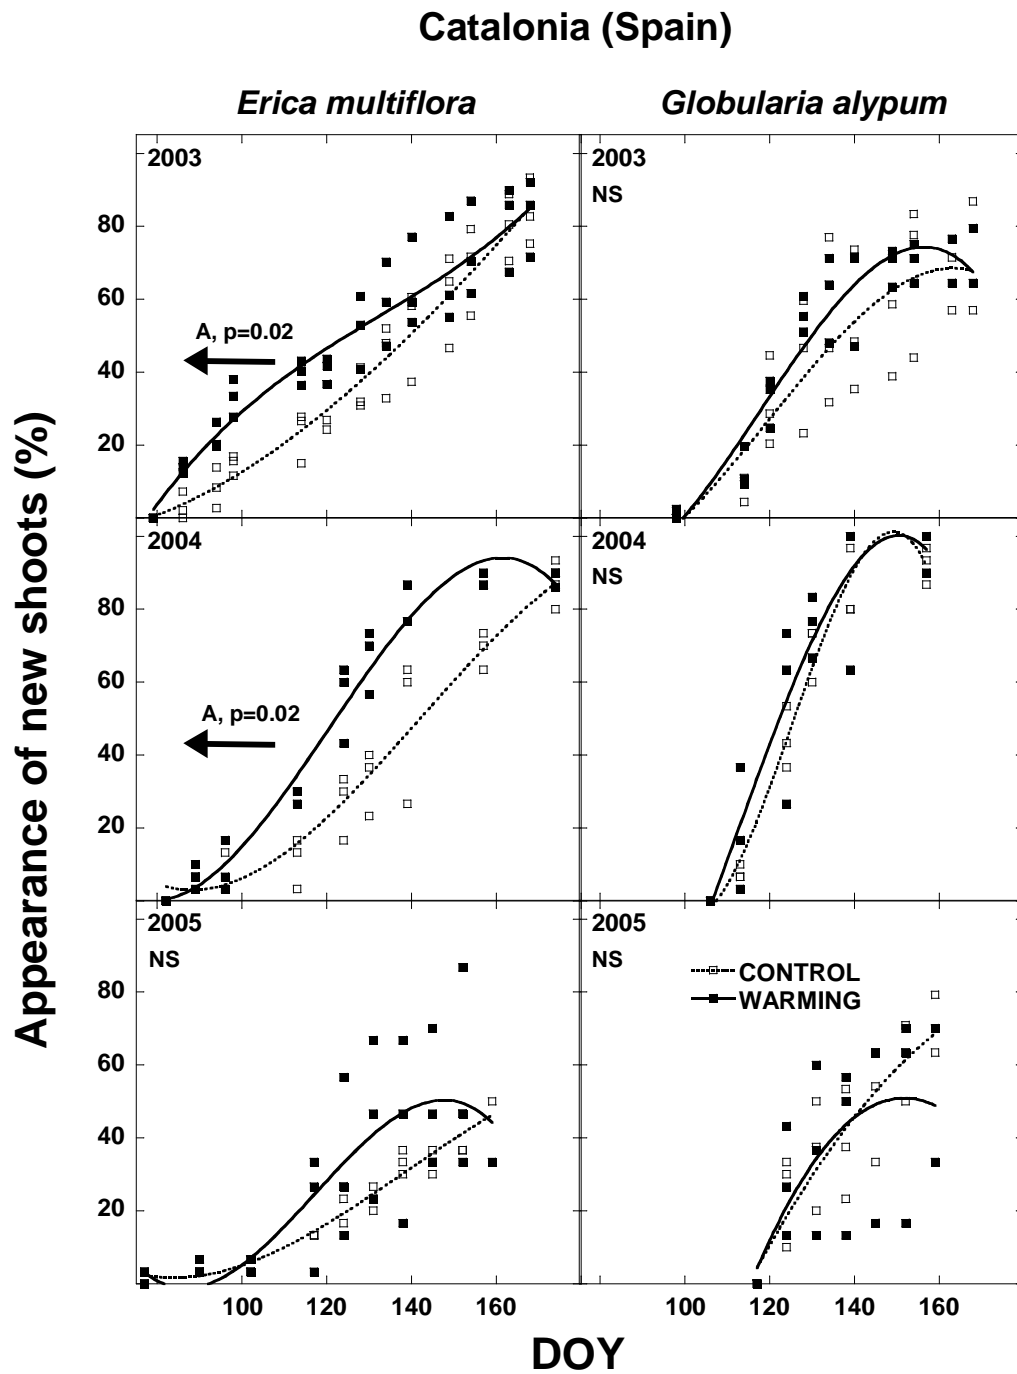 Catalonia (Spain)
Erica multiflora
Globularia alypum
Appearance of new shoots (%)
2003
A, p=0.02
80
60
40
20
2003
NS
2004
A, p=0.02
80
60
40
20
2004
NS
2005
NS
80
60
40
20
100 120 140 160
2005
NS
CONTROL
WARMING
100 120 140 160
DOY